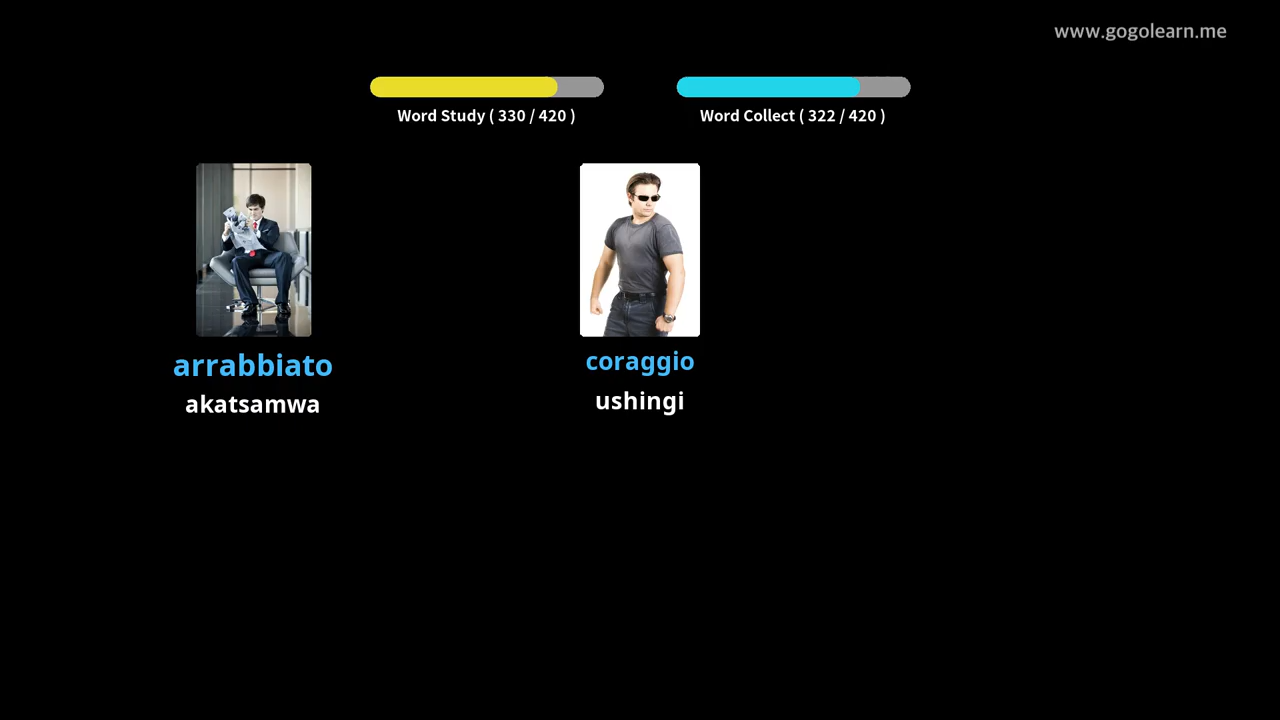 www.gogolearn.me
Word Study ( 330 / 420 )
Word Collect ( 322 / 420 )
arrabbiato
akatsamwa
coraggio
ushingi